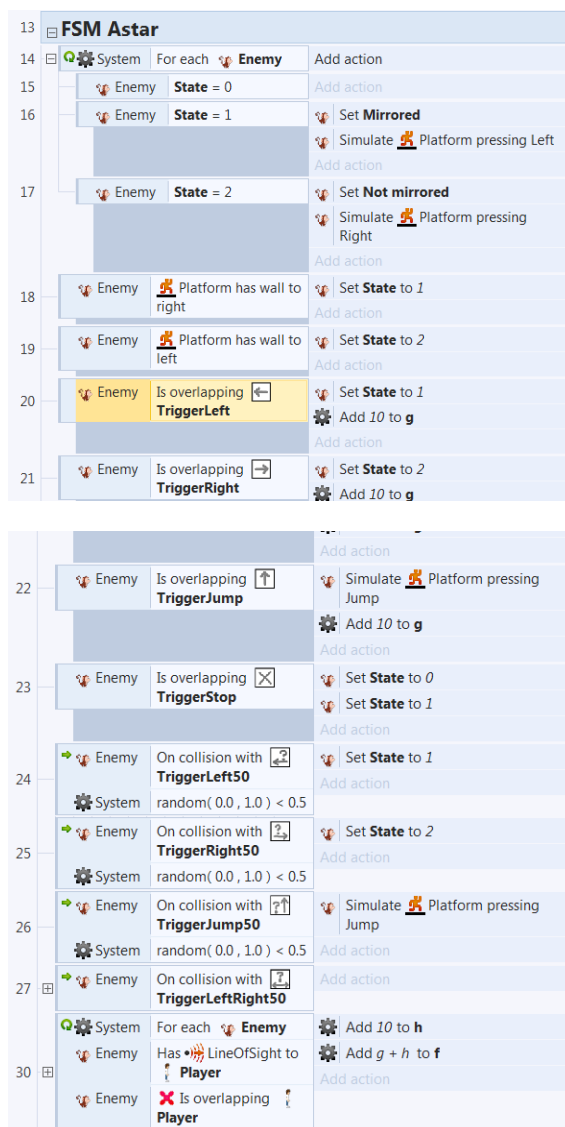 13 FSM Astar
14 System For each Enemy Add action
15 Enemy State = 0 Add action
16 Enemy State = 1 Set Mirrored
Simulate Platform pressing Left
Add action
17 Enemy State = 2 Set Not mirrored
Simulate Platform pressing
Right
Add action
18 Enemy Platform has wall to Set State to 1
right Add action
19 Enemy Platform has wall to Set State to 2
left Add action
20 Enemy Is overlapping Set State to 1
TriggerLeft Add 10 to g
Add action
21 Enemy Is overlapping Set State to 2
TriggerRight Add 10 to g
Add action
22 Enemy Is overlapping Simulate Platform pressing
TriggerJump Jump
Add 10 to g
Add action
23 Enemy Is overlapping Set State to 0
TriggerStop Set State to 1
Add action
24 Enemy On collision with Set State to 1
TriggerLeft50 Add action
System random( 0.0 , 1.0 ) < 0.5
25 Enemy On collision with Set State to 2
TriggerRight50 Add action
System random( 0.0 , 1.0 ) < 0.5
26 Enemy On collision with Simulate Platform pressing
TriggerJump50 Jump
System random( 0.0 , 1.0 ) < 0.5 Add action
27 Enemy On collision with Add action
TriggerLeftRight50
30 System For each Enemy Add 10 to h
Enemy Has LineOfSight to Add g + h to f
Player Add action
Enemy Is overlapping
Player